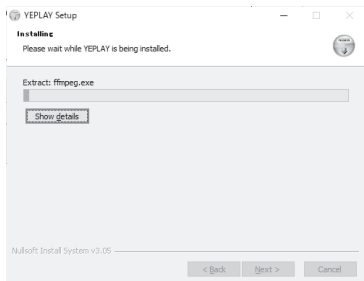 YEPLAY Setup
Installing
Please wait while YEPLAY is being installed.
Extract: ffmpeg.exe
Show details
Nullsoft Install System v3.05
< Back Next > Cancel